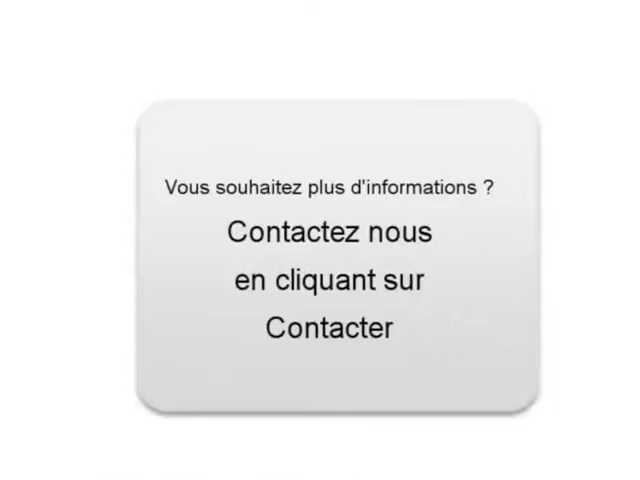 Vous souhaitez plus d'informations ?
Contactez nous
en cliquant sur
Contacter